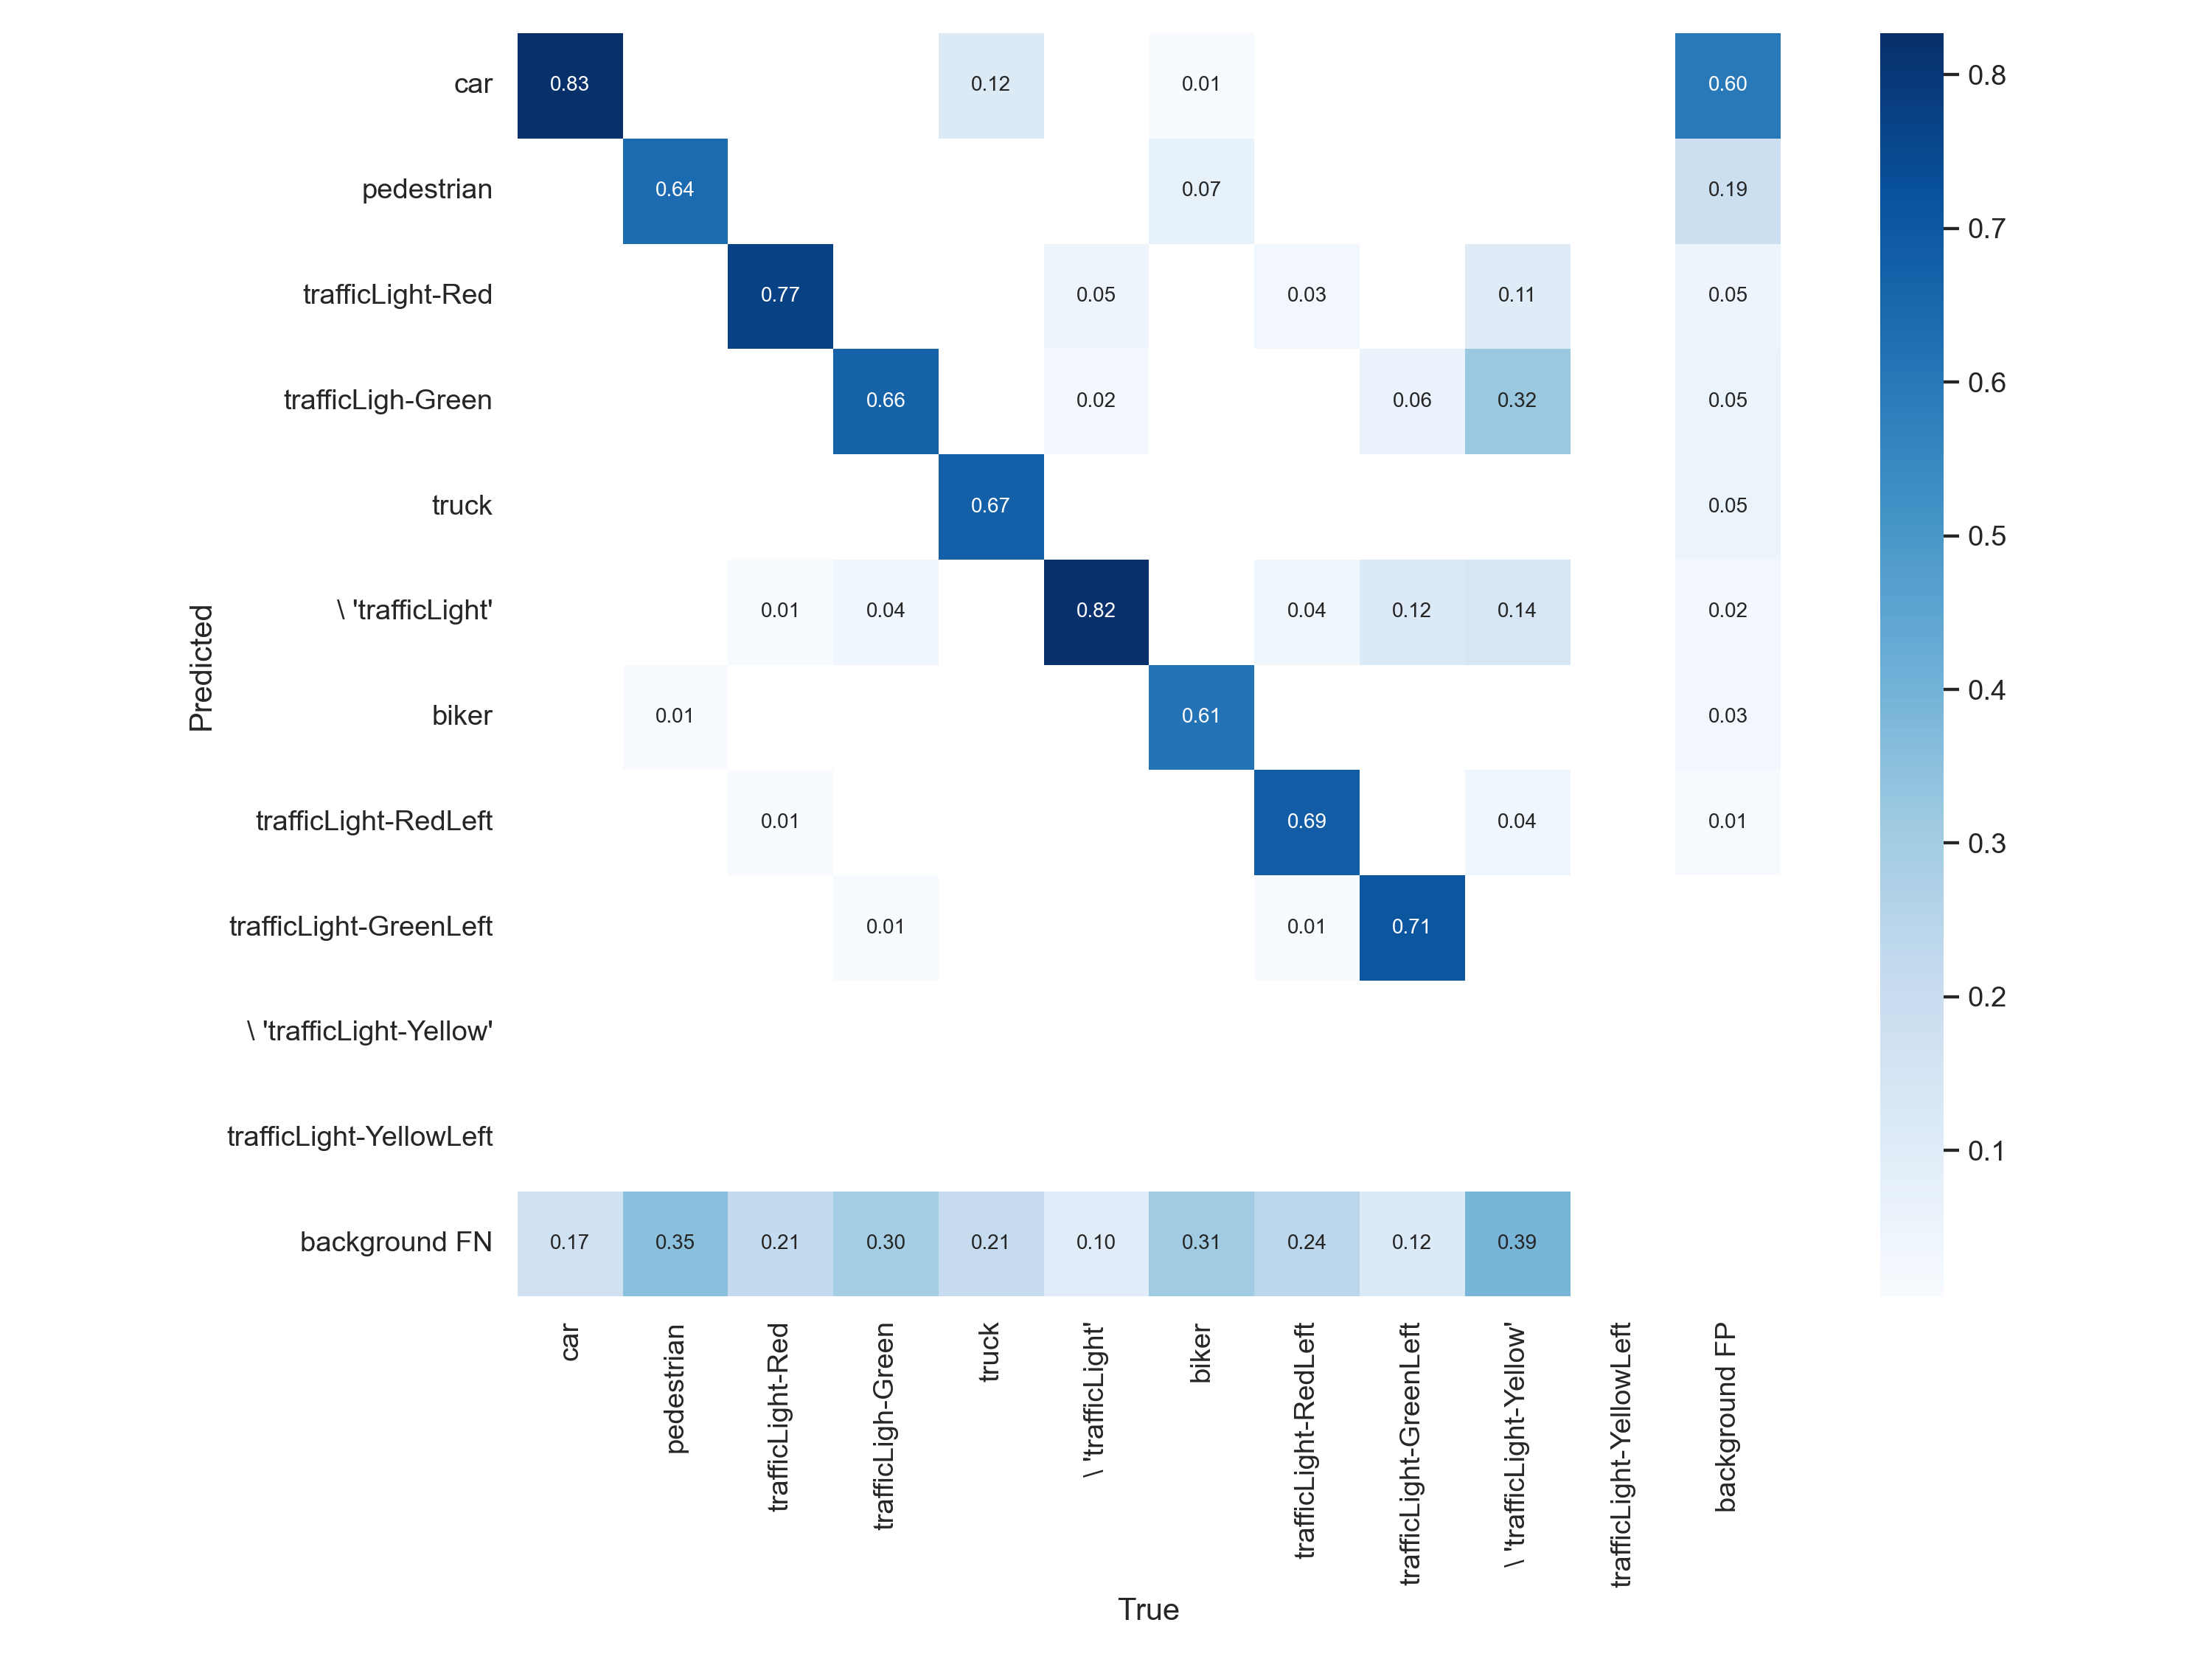 car 0.83 0.12 0.01 0.60 0.8
pedestrian 0.64 0.07 0.19 0.7
trafficLight-Red 0.77 0.05 0.03 0.11 0.05
trafficLigh-Green 0.66 0.02 0.06 0.32 0.05 0.6
truck 0.67 0.05 0.5
\ 'trafficLight' 0.01 0.04 0.82 0.04 0.12 0.14 0.02
Predicted
biker 0.01 0.61 0.03 0.4
trafficLight-RedLeft 0.01 0.69 0.04 0.01 0.3
trafficLight-GreenLeft 0.01 0.01 0.71
\ 'trafficLight-Yellow' 0.2
trafficLight-YellowLeft 0.1
background FN 0.17 0.35 0.21 0.30 0.21 0.10 0.31 0.24 0.12 0.39
car
pedestrian
trafficLight-Red
trafficLigh-Green
truck
\ 'trafficLight'
biker
trafficLight-RedLeft
trafficLight-GreenLeft
\ 'trafficLight-Yellow'
trafficLight-YellowLeft
background FP
True